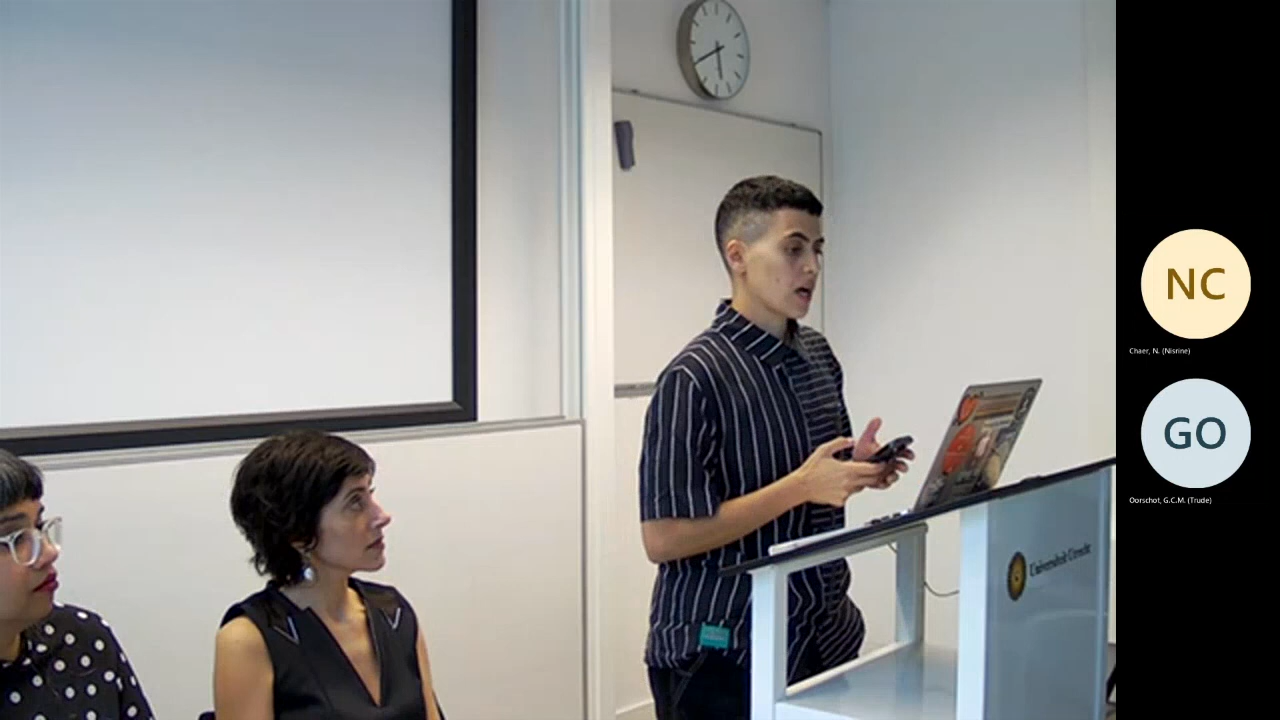 NC
Chaer, N. (Nisrine)
GO
Oorschot, G.C.M. (Trude)
Universiteit Utrecht